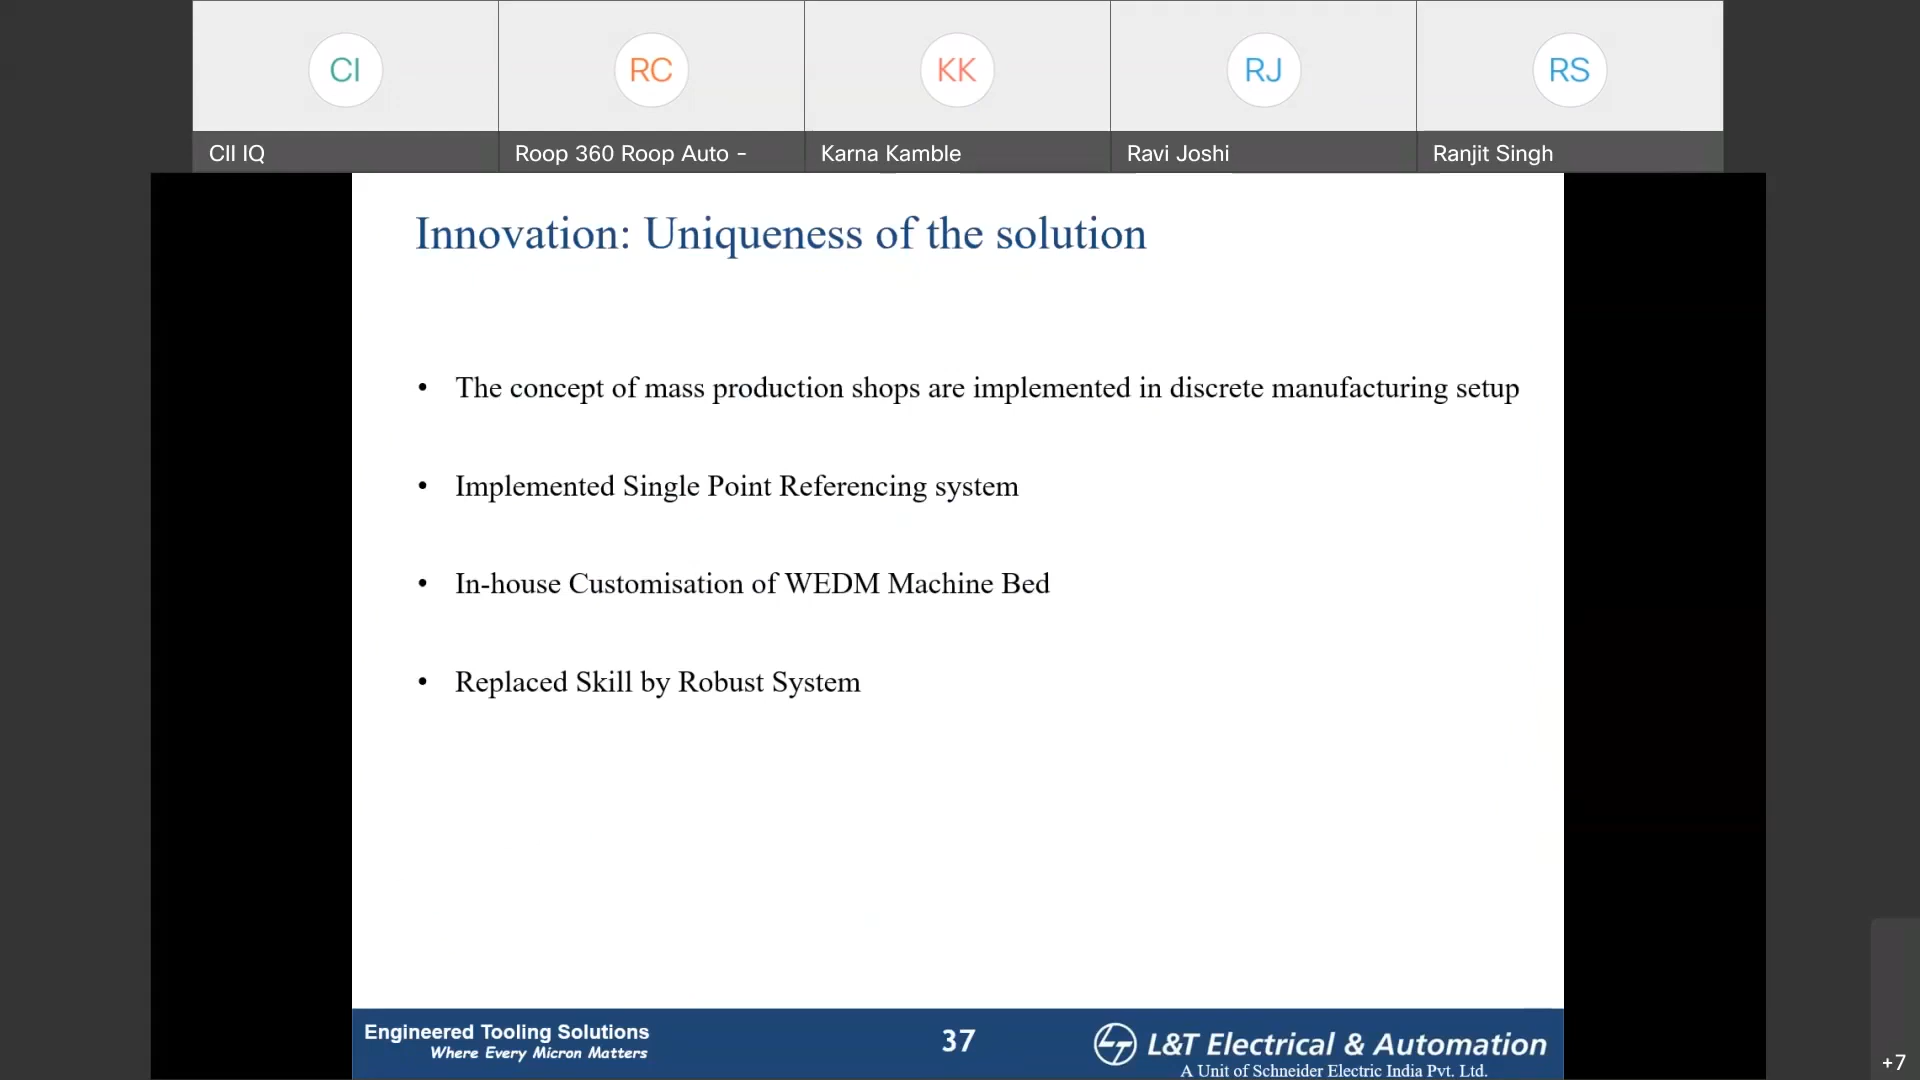 CI
RC
KK
RJ
RS
CII IQ
Roop 360 Roop Auto -
Karna Kamble
Ravi Joshi
Ranjit Singh
Innovation: Uniqueness of the solution
• The concept of mass production shops are implemented in discrete manufacturing setup
• Implemented Single Point Referencing system
• In-house Customisation of WEDM Machine Bed
• Replaced Skill by Robust System
Engineered Tooling Solutions
Where Every Micron Matters
37
L&T Electrical & Automation
A Unit of Schneider Electric India Pvt. Ltd.
+7